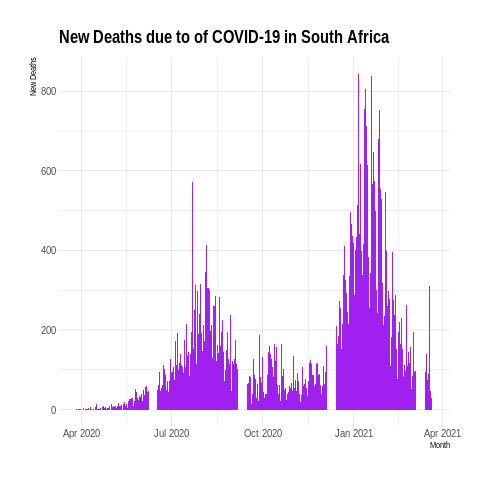 New Deaths due to of COVID-19 in South Africa
New Deaths
800
600
400
200
0
Apr 2020
Jul 2020
Oct 2020
Jan 2021
Apr 2021
Month